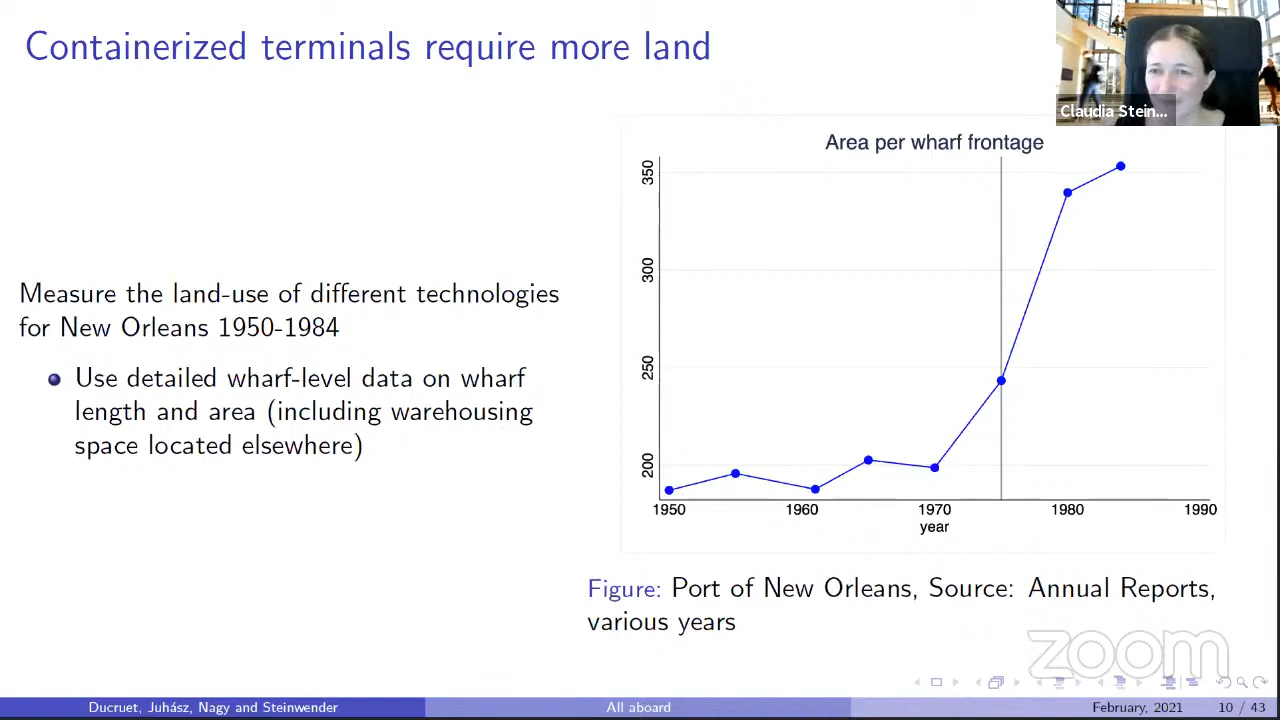 Containerized terminals require more land
Claudia Stein...
Measure the land-use of different technologies
for New Orleans 1950-1984
Use detailed wharf-level data on wharf
length and area (including warehousing
space located elsewhere)
Area per wharf frontage
350
300
250
200
1950 1960 1970 1980 1990
year
Figure: Port of New Orleans, Source: Annual Reports,
various years
zoom
Ducruet, Juhász, Nagy and Steinwender All aboard February, 2021 10 / 43